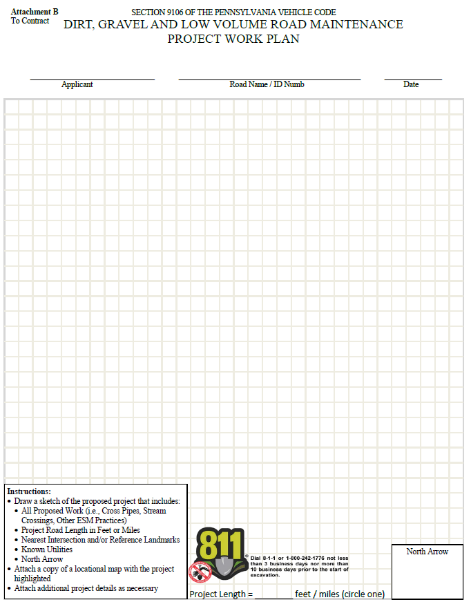 Attachment B
To Contract
SECTION 9106 OF THE PENNSYLVANIA VEHICLE CODE
DIRT, GRAVEL AND LOW VOLUME ROAD MAINTENANCE
PROJECT WORK PLAN
Applicant
Road Name / ID Numb
Date
Instructions:
• Draw a sketch of the proposed project that includes:
• All Proposed Work (i.e., Cross Pipes, Stream
Crossings, Other ESM Practices)
• Project Road Length in Feet or Miles
• Nearest Intersection and/or Reference Landmarks
• Known Utilities
• North Arrow
• Attach a copy of a locational map with the project
highlighted
• Attach additional project details as necessary
811
Dial 8-1-1 or 1-800-242-1776 not less
than 3 business days nor more than
10 business days prior to the start of
excavation.
Project Length = ________ feet / miles (circle one)
North Arrow